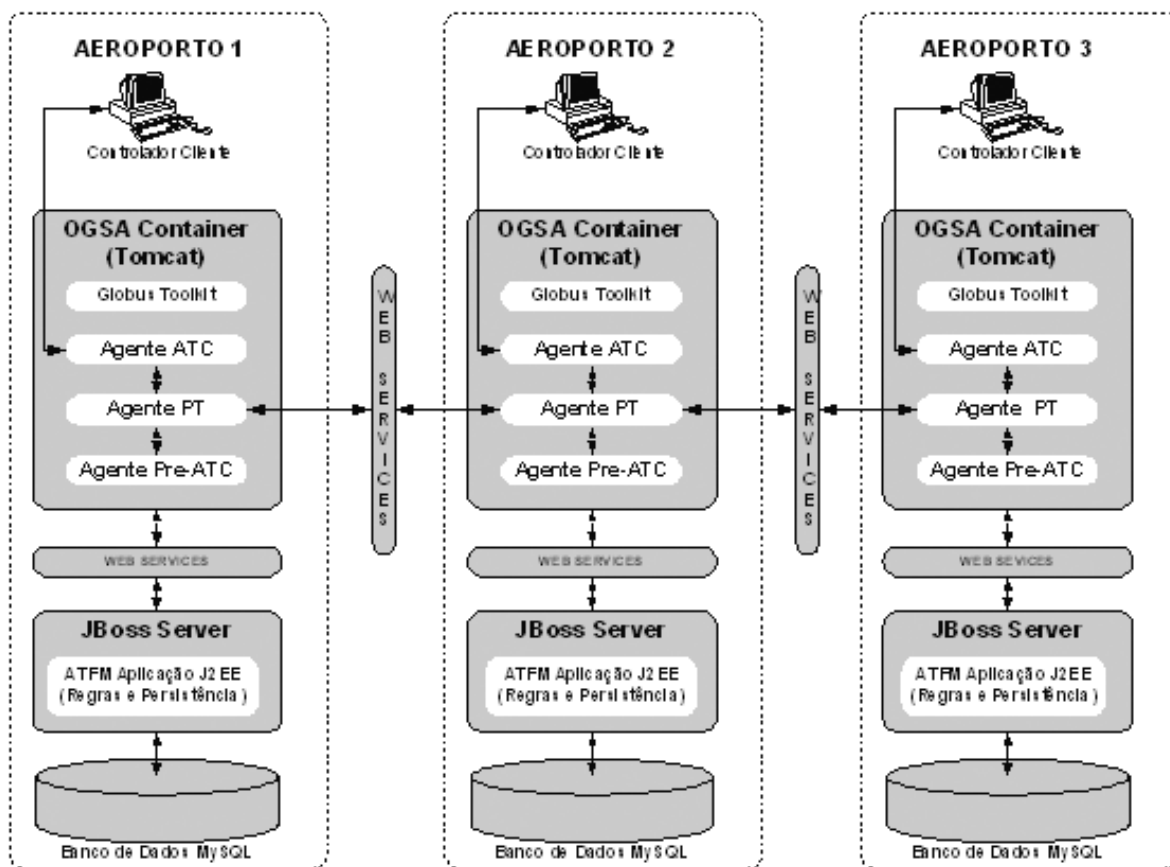 AEROPORTO 1
Controlador Cliente
OGSA Container
(Tomcat)
Globus Toolkit
Agente ATC
Agente PT
Agente Pre-ATC
WEB SERVICES
JBoss Server
ATFM Aplicação J2EE
(Regras e Persistência)
Banco de Dados MySQL
WEB SERVICES
AEROPORTO 2
Controlador Cliente
OGSA Container
(Tomcat)
Globus Toolkit
Agente ATC
Agente PT
Agente Pre-ATC
WEB SERVICES
JBoss Server
ATFM Aplicação J2EE
(Regras e Persistência)
Banco de Dados MySQL
WEB SERVICES
AEROPORTO 3
Controlador Cliente
OGSA Container
(Tomcat)
Globus Toolkit
Agente ATC
Agente PT
Agente Pre-ATC
WEB SEVICES
JBoss Server
ATFM Aplicação J2EE
(Regras e Persistência)
Banco de Dados MySQL